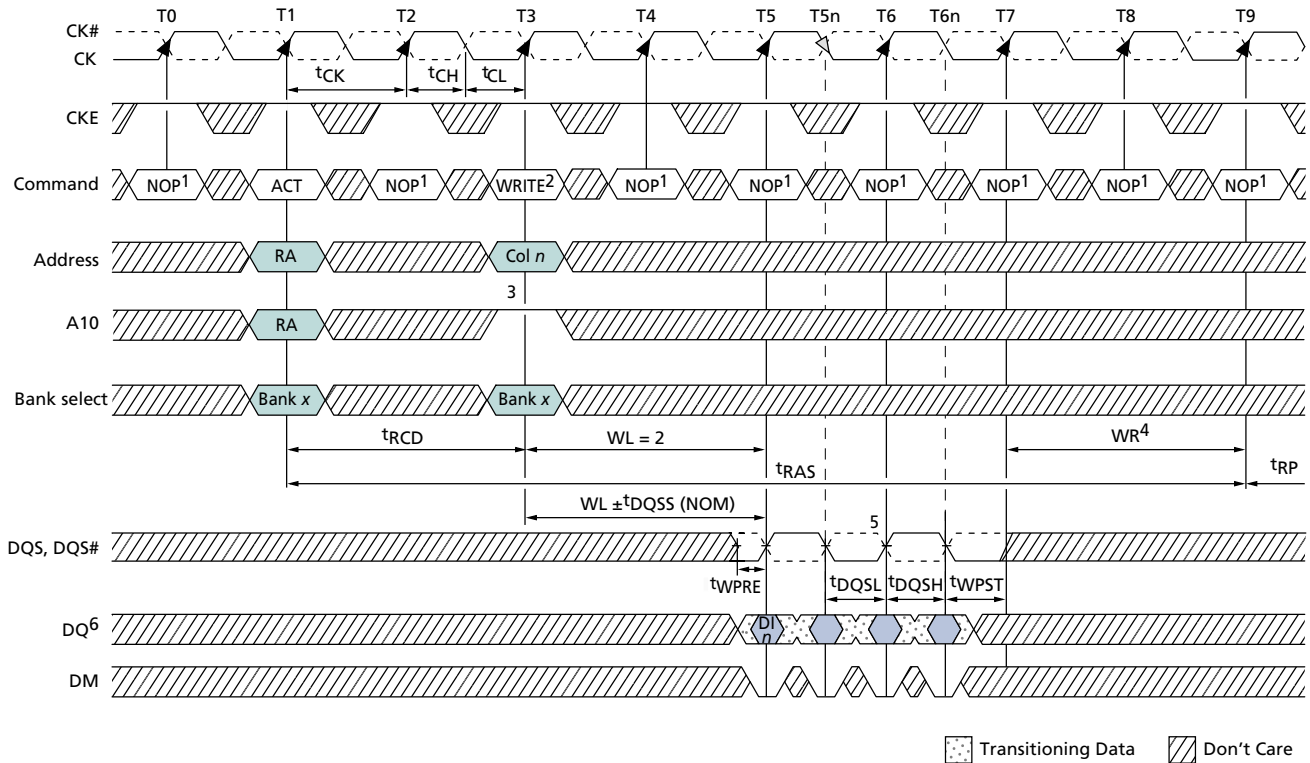 T0 T1 T2 T3 T4 T5 T5n T6 T6n T7 T8 T9
CK#
CK
tCK tCH tCL
CKE
Command NOP1 ACT NOP1 WRITE2 NOP1 NOP1 NOP1 NOP1 NOP1 NOP1
Address RA Col n
3
A10 RA
Bank select Bank x Bank x
tRCD WL = 2 WR4
tRAS tRP
WL ±tDQSS (NOM)
5
DQS, DQS#
tWPRE tDQSL tDQSH tWPST
DQ6 DI n
DM
Transitioning Data Don't Care